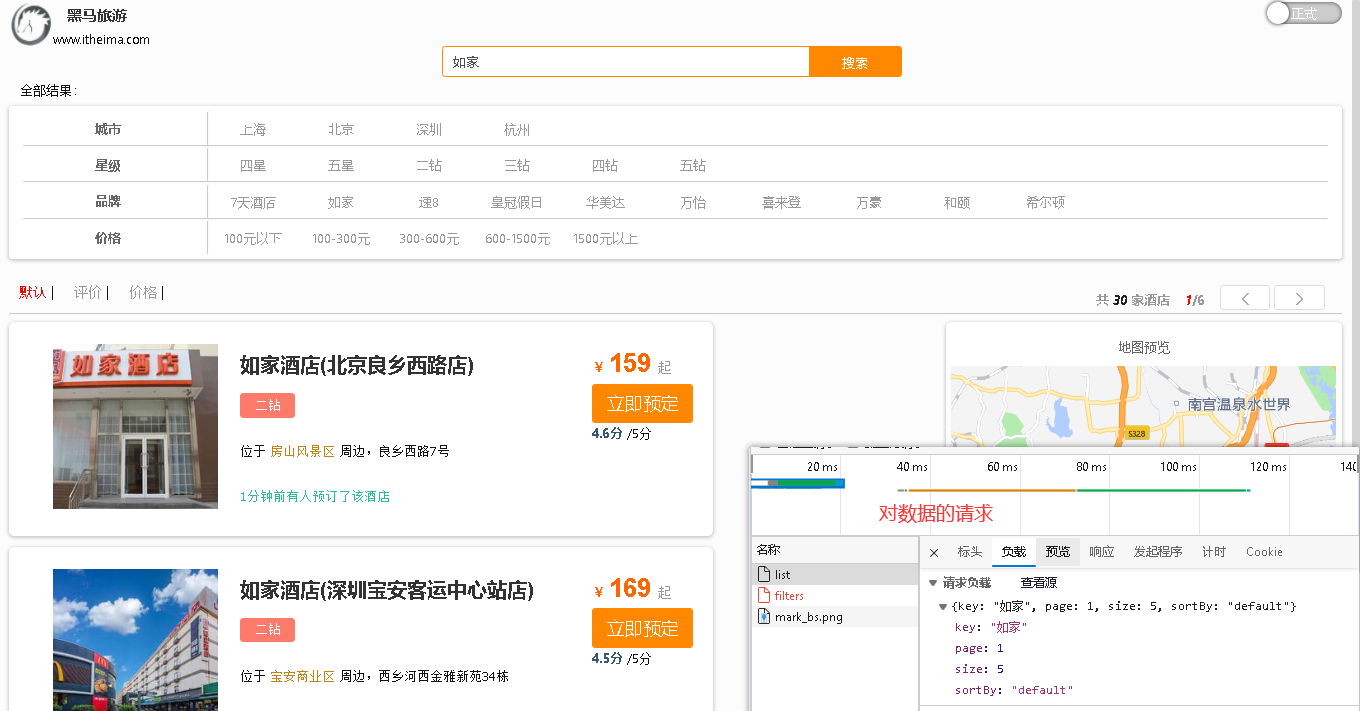 黑马旅游
www.itheima.com
正式
如家 搜索
全部结果:
城市 上海 北京 深圳 杭州
星级 四星 五星 二钻 三钻 四钻 五钻
品牌 7天酒店 如家 速8 皇冠假日 华美达 万怡 喜来登 万豪 和颐 希尔顿
价格 100元以下 100-300元 300-600元 600-1500元 1500元以上
默认 | 评价 | 价格 |
共 30 家酒店 1/6 < >
如家酒店
如家酒店(北京良乡西路店)
二钻
位于 房山风景区 周边，良乡西路7号
1分钟前有人预订了该酒店
¥ 159 起
立即预定
4.6分 /5分
地图预览
南宫温泉水世界
S328
如家酒店(深圳宝安客运中心站店)
二钻
位于 宝安商业区 周边，西乡河西金雅新苑34栋
¥ 169 起
立即预定
4.5分 /5分
20 ms 40 ms 60 ms 80 ms 100 ms 120 ms
对数据的请求
名称
list
filters
mark_bs.png
× 标头 负载 预览 响应 发起程序 计时 Cookie
▼ 请求负载 查看源
▼ {key: "如家", page: 1, size: 5, sortBy: "default"}
key: "如家"
page: 1
size: 5
sortBy: "default"